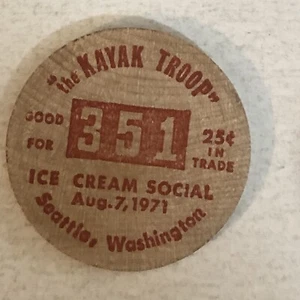 "the KAYAK TROOP"
GOOD FOR
351
25¢ IN TRADE
ICE CREAM SOCIAL
Aug. 7, 1971
Seattle, Washington